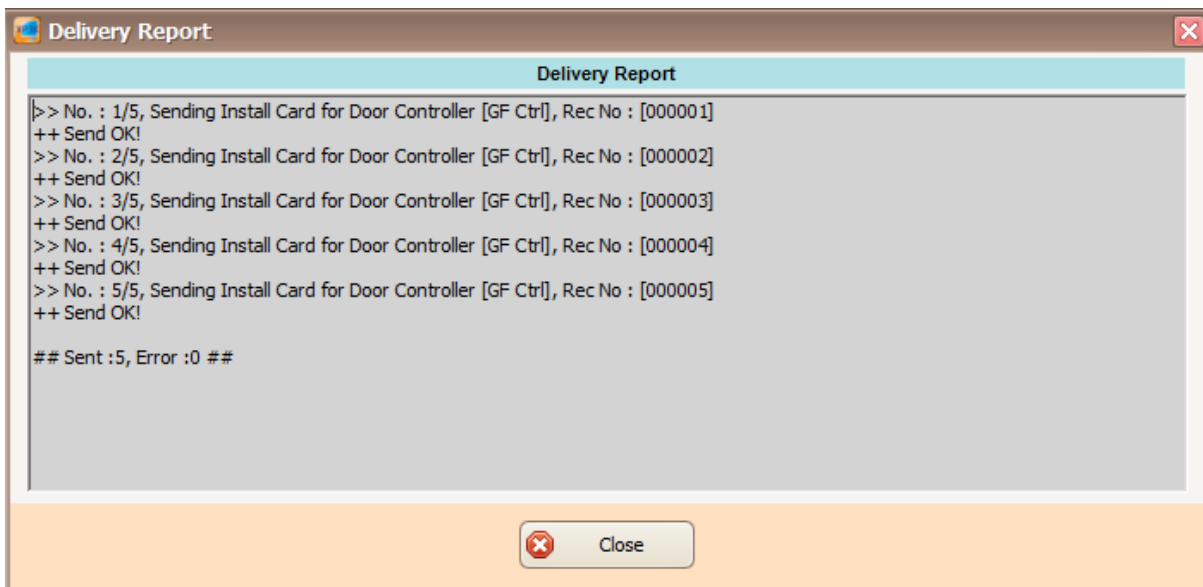 Delivery Report
Delivery Report
>> No. : 1/5, Sending Install Card for Door Controller [GF Ctrl], Rec No : [000001]
++ Send OK!
>> No. : 2/5, Sending Install Card for Door Controller [GF Ctrl], Rec No : [000002]
++ Send OK!
>> No. : 3/5, Sending Install Card for Door Controller [GF Ctrl], Rec No : [000003]
++ Send OK!
>> No. : 4/5, Sending Install Card for Door Controller [GF Ctrl], Rec No : [000004]
++ Send OK!
>> No. : 5/5, Sending Install Card for Door Controller [GF Ctrl], Rec No : [000005]
++ Send OK!
## Sent :5, Error :0 ##
Close